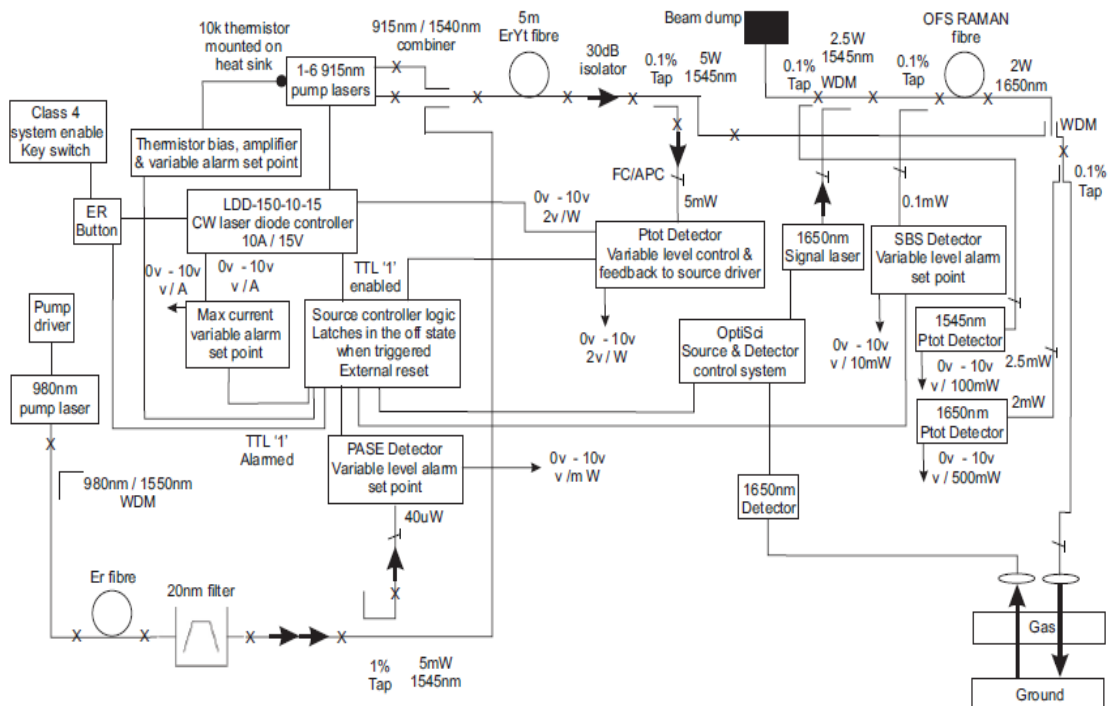 10k thermistor
mounted on
heat sink
915nm / 1540nm
combiner
5m
ErYt fibre
30dB
isolator
0.1%
Tap
5W
1545nm
Beam dump
0.1%
Tap
2.5W
1545nm
WDM
0.1%
Tap
OFS RAMAN
fibre
2W
1650nm
WDM
0.1%
Tap
1-6 915nm
pump lasers
Class 4
system enable
Key switch
Thermistor bias, amplifier
& variable alarm set point
ER
Button
LDD-150-10-15
CW laser diode controller
10A / 15V
0v - 10v
2v /W
FC/APC
5mW
Ptot Detector
Variable level control &
feedback to source driver
1650nm
Signal laser
0.1mW
SBS Detector
Variable level alarm
set point
0v - 10v
v / A
0v - 10v
v / A
TTL '1'
enabled
Pump
driver
Max current
variable alarm
set point
Source controller logic
Latches in the off state
when triggered
External reset
0v - 10v
2v / W
OptiSci
Source & Detector
control system
0v - 10v
v / 10mW
1545nm
Ptot Detector
0v - 10v
v / 100mW
2.5mW
980nm
pump laser
1650nm
Ptot Detector
2mW
0v - 10v
v / 500mW
TTL '1'
Alarmed
PASE Detector
Variable level alarm
set point
0v - 10v
v /m W
980nm / 1550nm
WDM
40uW
1650nm
Detector
Er fibre
20nm filter
1%
Tap
5mW
1545nm
Gas
Ground